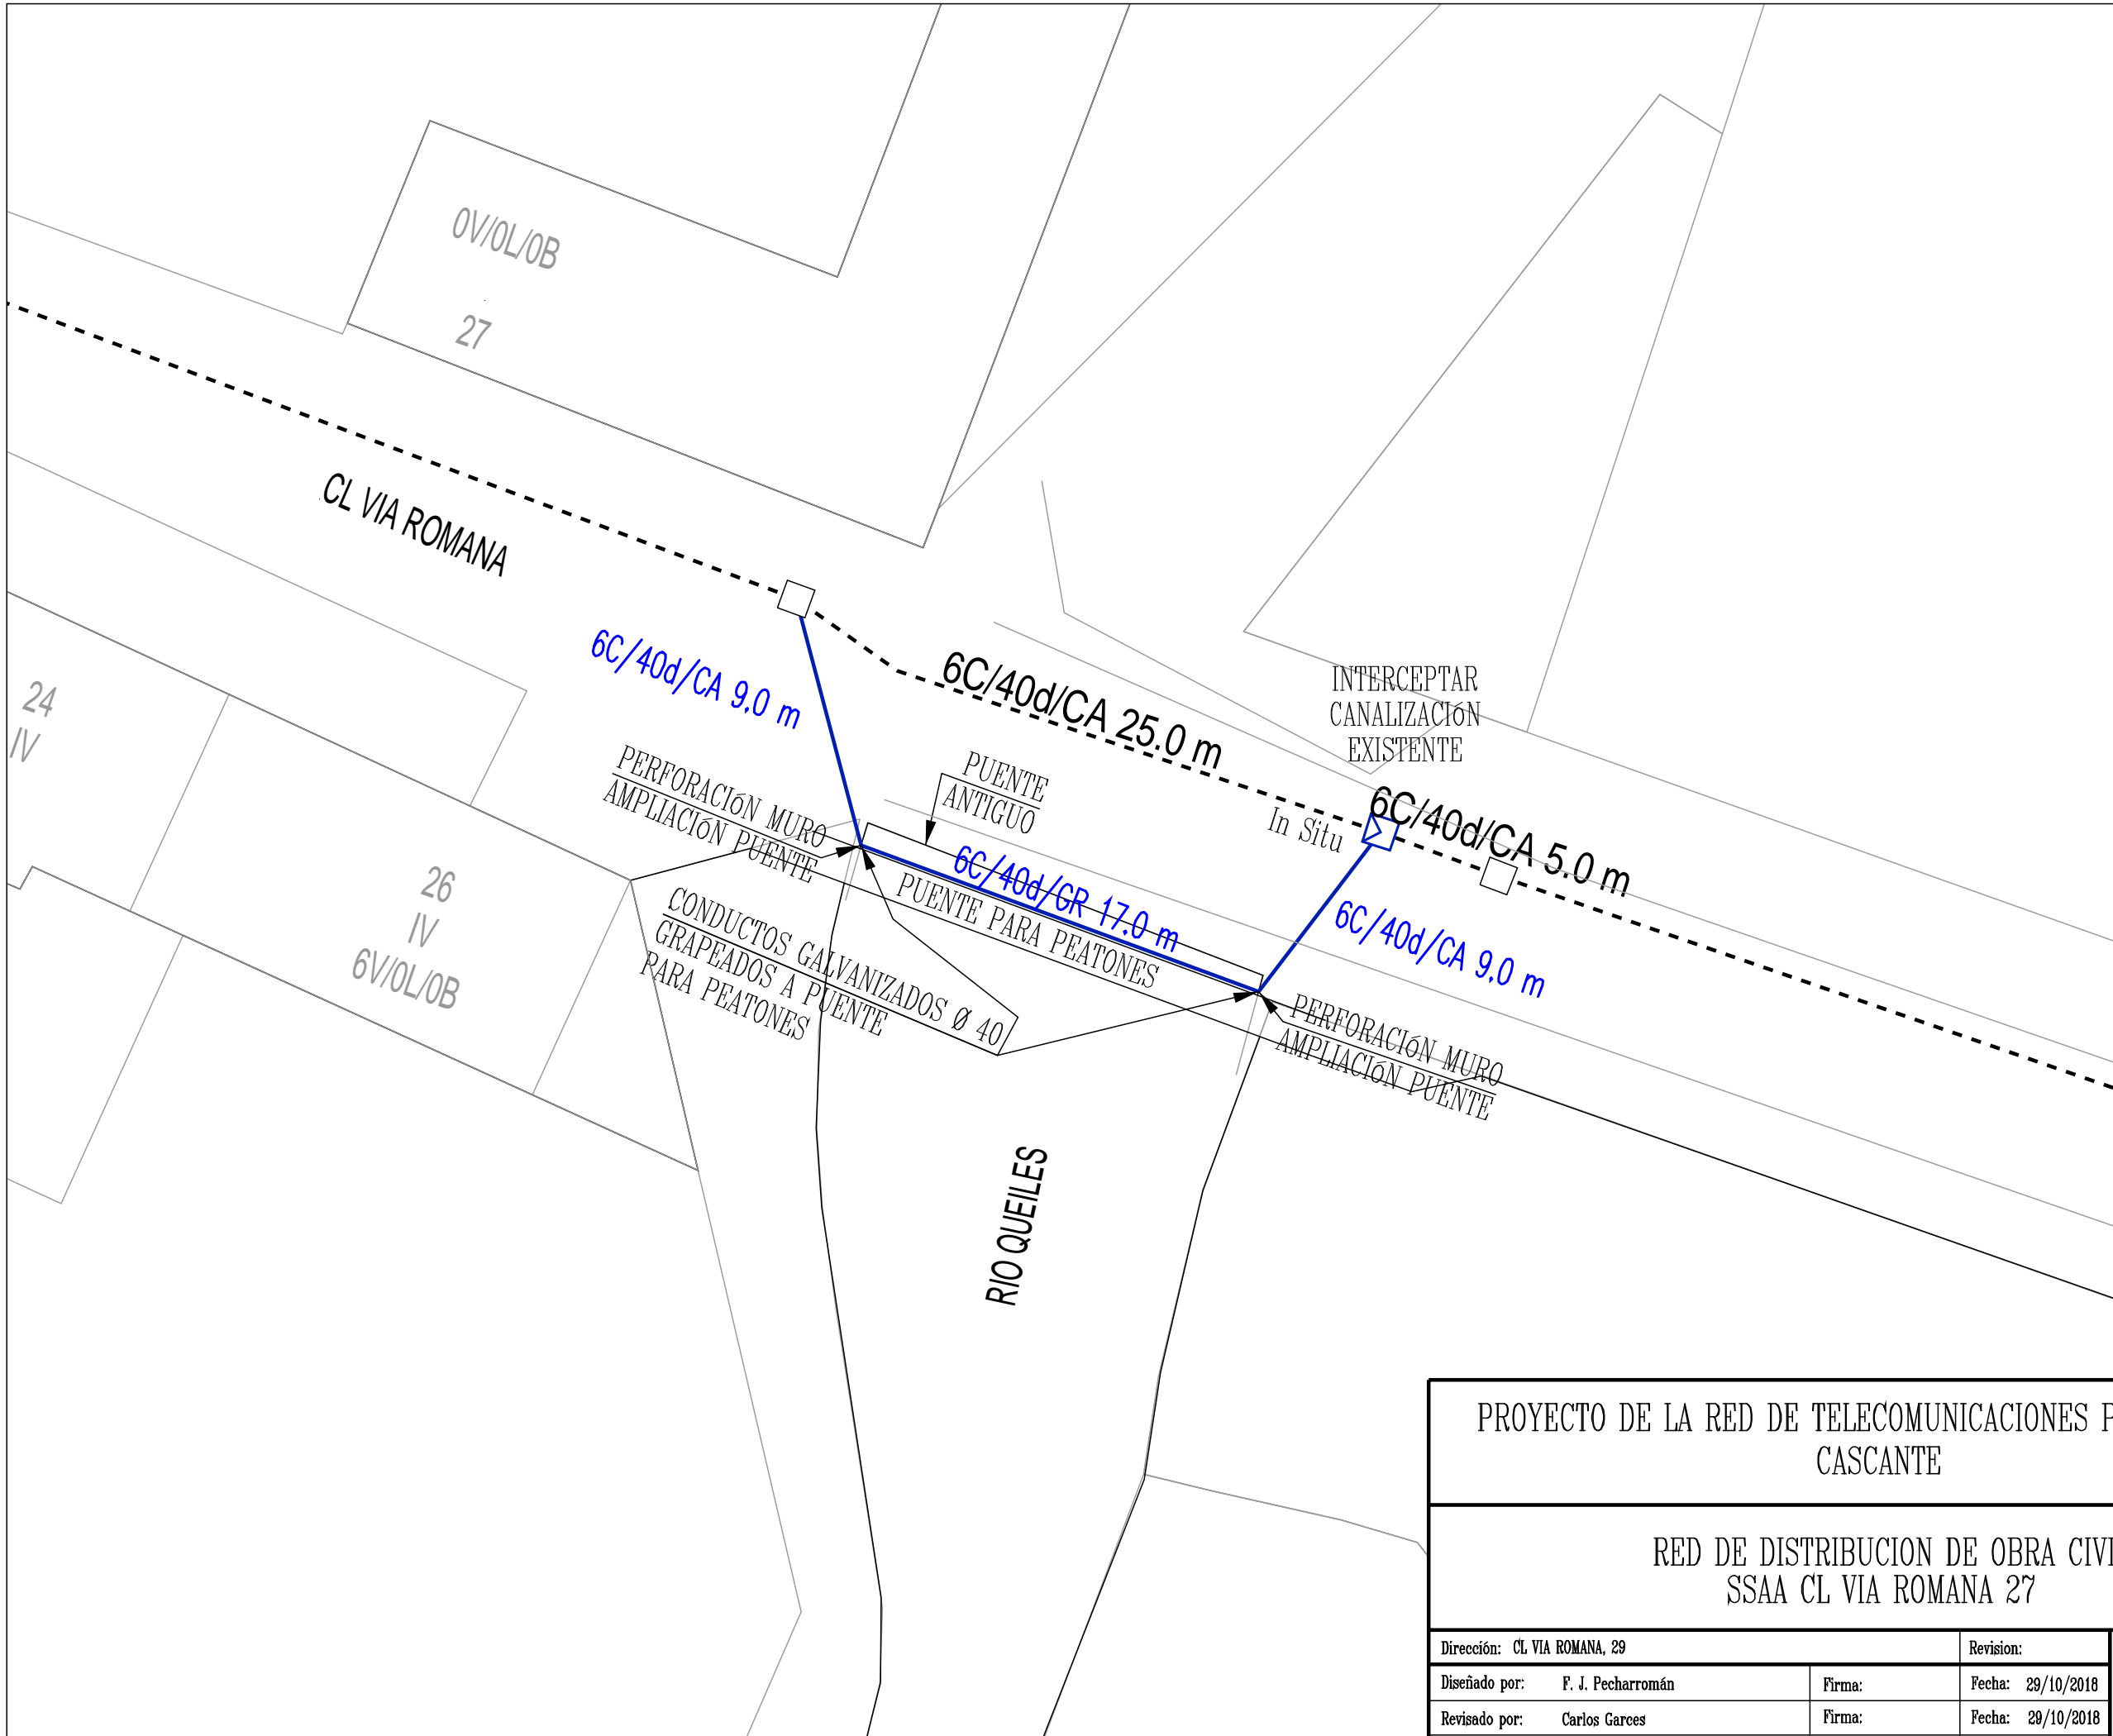 0V/0L/0B
27
CL VIA ROMANA
6C/40d/CA 9.0 m
6C/40d/CA 25.0 m
INTERCEPTAR
CANALIZACIóN
EXISTENTE
24
IV
PERFORACIóN MURO
AMPLIACIóN PUENTE
PUENTE
ANTIGUO
In Situ
6C/40d/CA 5.0 m
6C/40d/GR 17.0 m
PUENTE PARA PEATONES
6C/40d/CA 9.0 m
26
IV
6V/0L/0B
CONDUCTOS GALVANIZADOS Ø 40
GRAPEADOS A PUENTE
PARA PEATONES
PERFORACIóN MURO
AMPLIACIóN PUENTE
RIO QUEILES
PROYECTO DE LA RED DE TELECOMUNICACIONES P
CASCANTE
RED DE DISTRIBUCION DE OBRA CIVI
SSAA CL VIA ROMANA 27
Dirección: CL VIA ROMANA, 29 Revision:
Diseñado por: F. J. Pecharromán Firma: Fecha: 29/10/2018
Revisado por: Carlos Garces Firma: Fecha: 29/10/2018